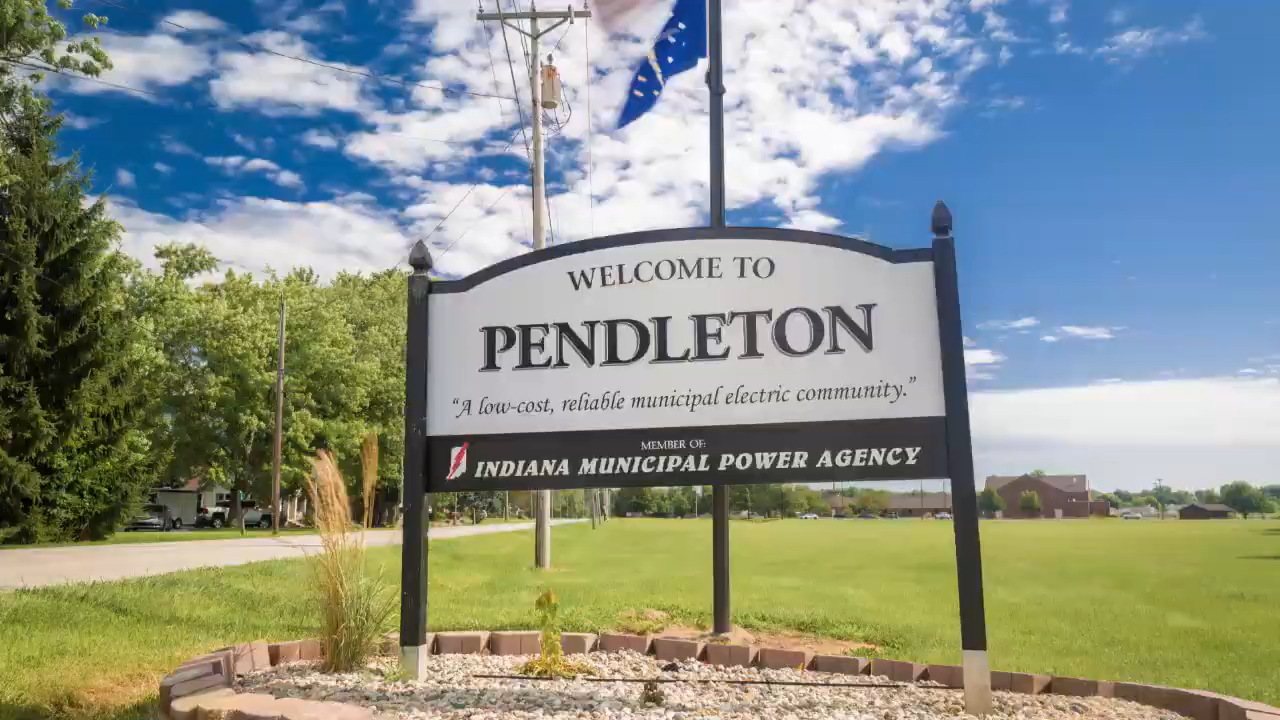 WELCOME TO
PENDLETON
“A low-cost, reliable municipal electric community.”
MEMBER OF:
INDIANA MUNICIPAL POWER AGENCY